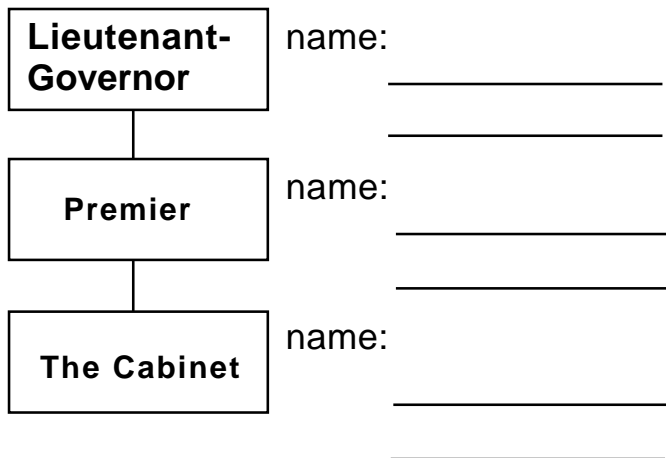 Lieutenant-
Governor
name:
Premier
name:
The Cabinet
name: